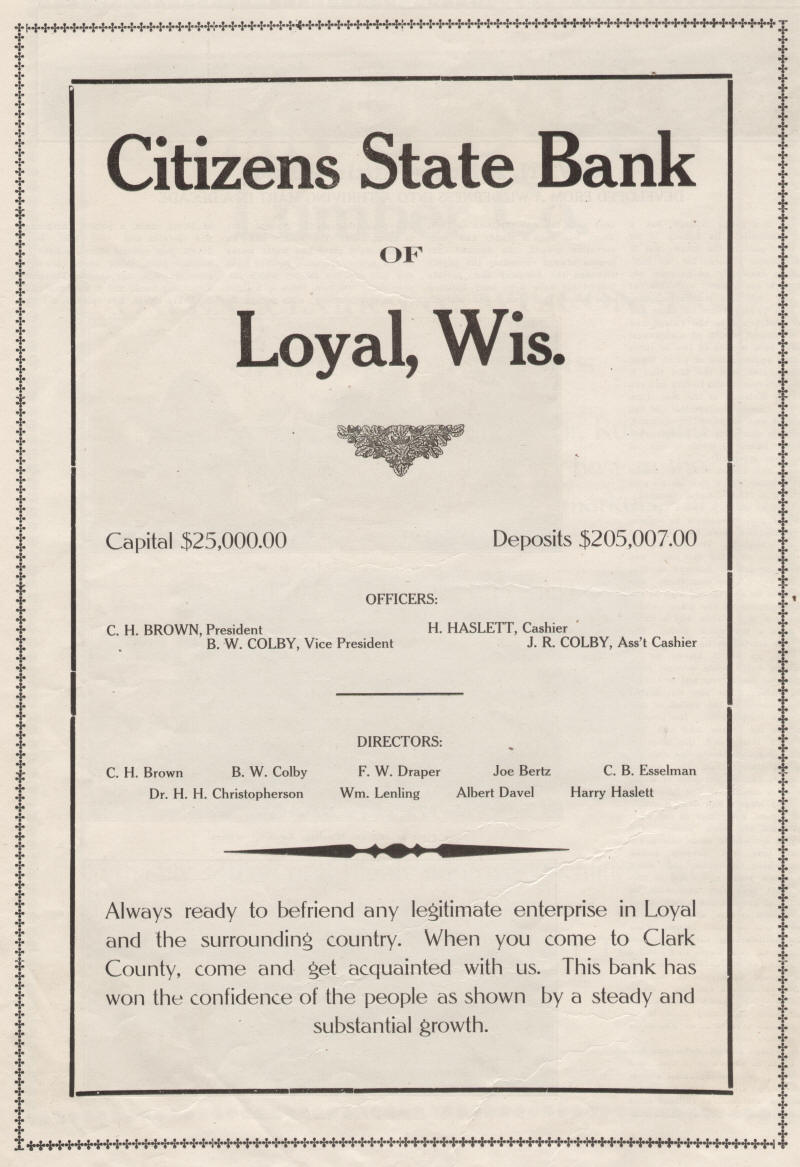 Citizens State Bank
OF
Loyal, Wis.
Capital $25,000.00 Deposits $205,007.00
OFFICERS:
C. H. BROWN, President H. HASLETT, Cashier
B. W. COLBY, Vice President J. R. COLBY, Ass't Cashier
DIRECTORS:
C. H. Brown B. W. Colby F. W. Draper Joe Bertz C. B. Esselman
Dr. H. H. Christopherson Wm. Lenling Albert Davel Harry Haslett
Always ready to befriend any legitimate enterprise in Loyal
and the surrounding country. When you come to Clark
County, come and get acquainted with us. This bank has
won the confidence of the people as shown by a steady and
substantial growth.